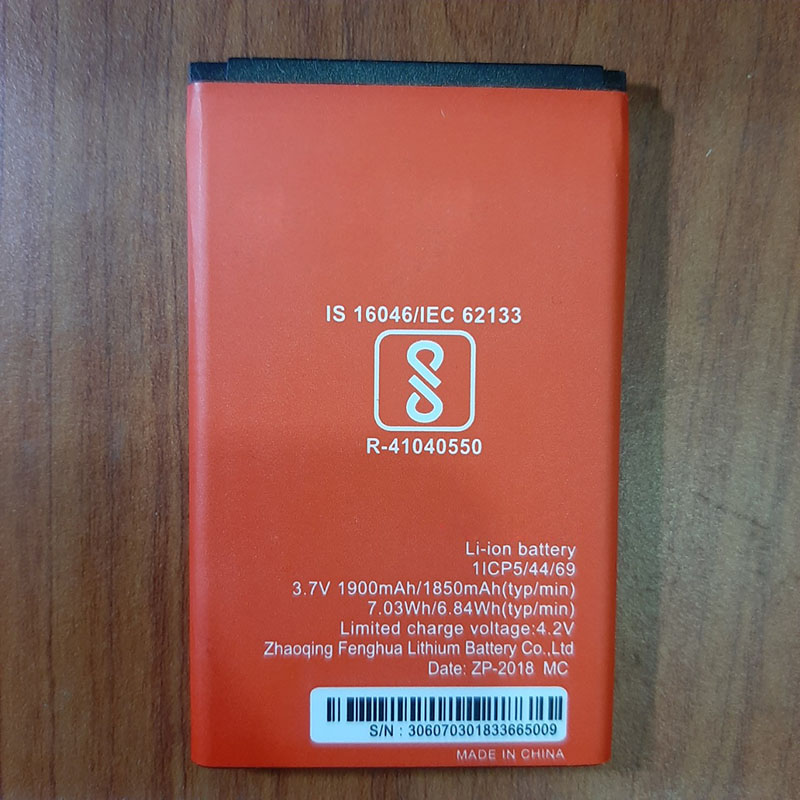 IS 16046/IEC 62133
R-41040550
Li-ion battery
1ICP5/44/69
3.7V 1900mAh/1850mAh(typ/min)
7.03Wh/6.84Wh(typ/min)
Limited charge voltage:4.2V
Zhaoqing Fenghua Lithium Battery Co.,Ltd
Date: ZP-2018 MC
S/N : 306070301833665009
MADE IN CHINA